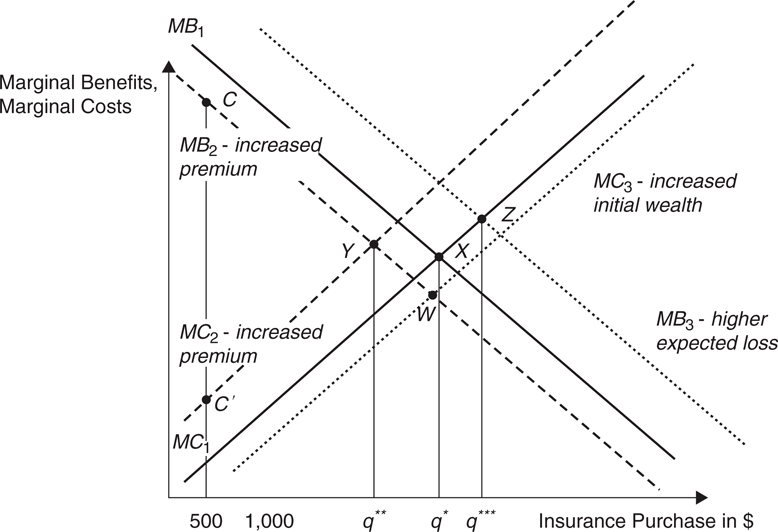 MB1
Marginal Benefits,
Marginal Costs
C
MB2 - increased
premium
MC3 - increased
initial wealth
Z
Y
X
W
MC2 - increased
premium
MB3 - higher
expected loss
C'
MC1
500 1,000 q** q* q*** Insurance Purchase in $